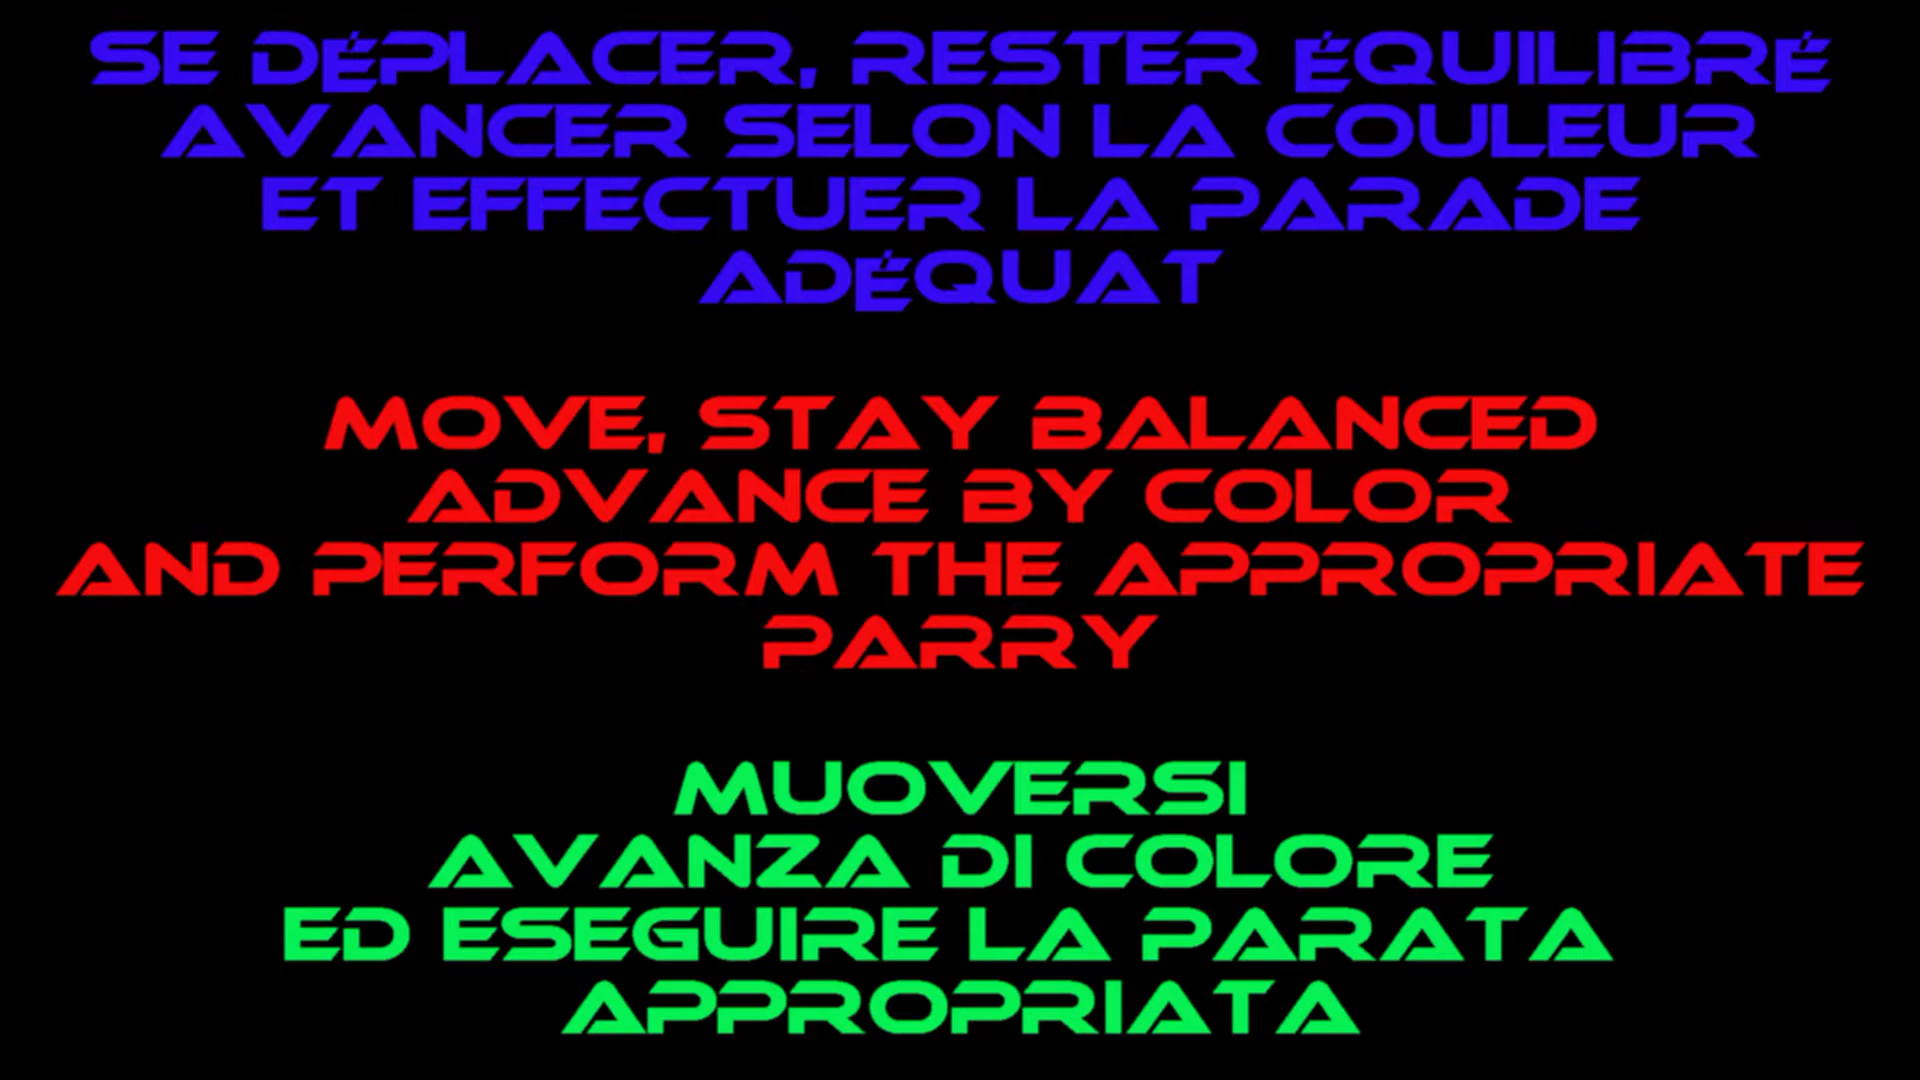 SE DÉPLACER, RESTER ÉQUILIBRÉ
AVANCER SELON LA COULEUR
ET EFFECTUER LA PARADE
ADÉQUAT
MOVE, STAY BALANCED
ADVANCE BY COLOR
AND PERFORM THE APPROPRIATE
PARRY
MUOVERSI
AVANZA DI COLORE
ED ESEGUIRE LA PARATA
APPROPRIATA